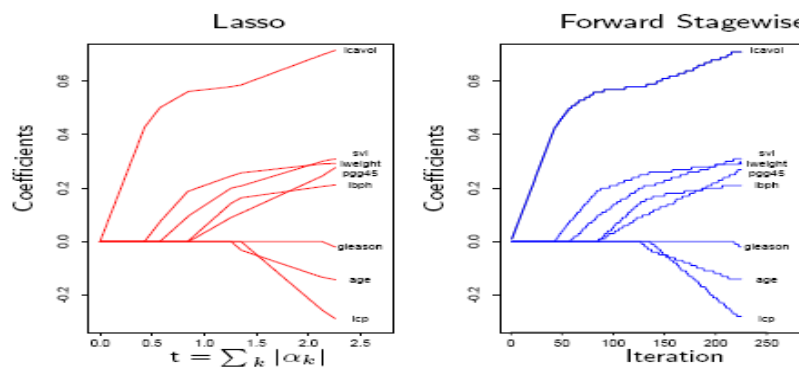 Lasso
Coefficients
0.6
0.4
0.2
0.0
0.2
lcavol
svi
lweight
pgg45
lbph
gleason
age
lcp
0.0 0.5 1.0 1.5 2.0 2.5
t = ∑ k |αk|
Forward Stagewise
Coefficients
0.6
0.4
0.2
0.0
0.2
lcavol
svi
lweight
pgg45
lbph
gleason
age
lcp
0 50 100 150 200 250
Iteration